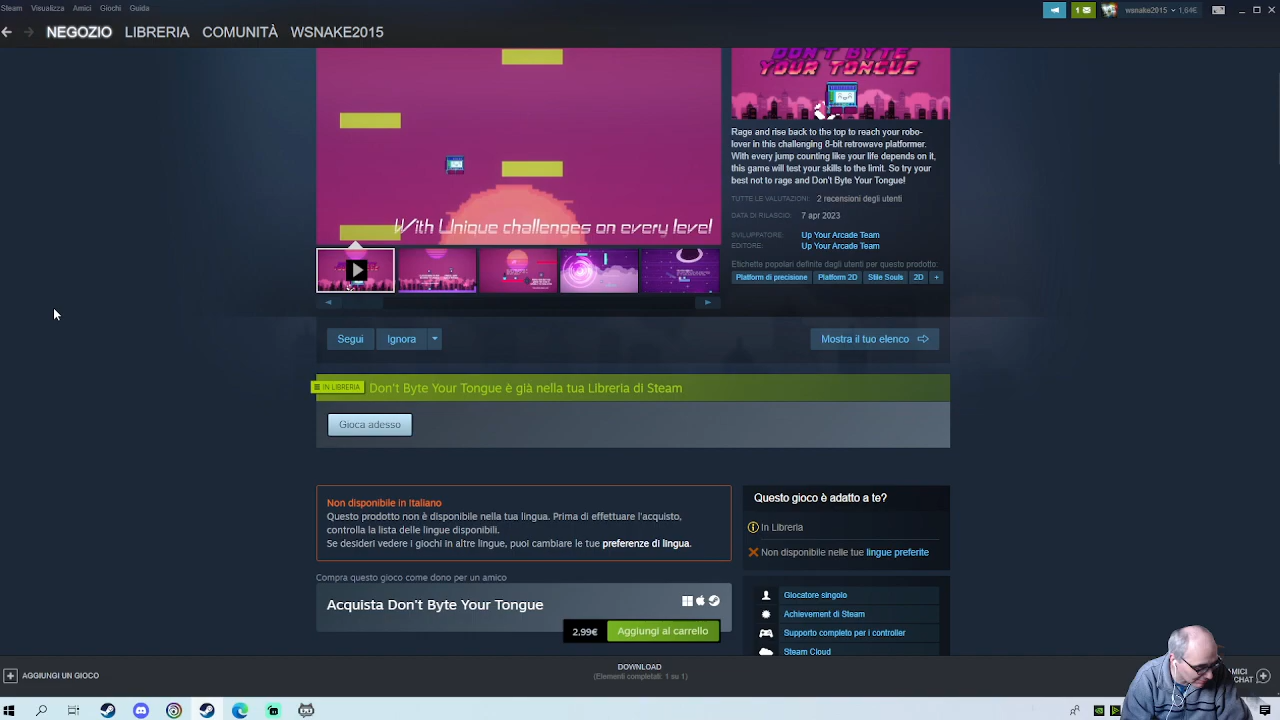 Steam Visualizza Amici Giochi Guida
1 wsnake2015 1,64€
NEGOZIO LIBRERIA COMUNITÀ WSNAKE2015
With Unique challenges on every level
DON'T BYTE
YOUR TONGUE
Rage and rise back to the top to reach your robo-
lover in this challenging 8-bit retrowave platformer.
With every jump counting like your life depends on it,
this game will test your skills to the limit. So try your
best not to rage and Don't Byte Your Tongue!
TUTTE LE VALUTAZIONI: 2 recensioni degli utenti
DATA DI RILASCIO: 7 apr 2023
SVILUPPATORE: Up Your Arcade Team
EDITORE: Up Your Arcade Team
Etichette popolari definite dagli utenti per questo prodotto:
Platform di precisione Platform 2D Stile Souls 2D +
Segui Ignora Mostra il tuo elenco
IN LIBRERIA Don't Byte Your Tongue è già nella tua Libreria di Steam
Gioca adesso
Non disponibile in Italiano
Questo prodotto non è disponibile nella tua lingua. Prima di effettuare l'acquisto,
controlla la lista delle lingue disponibili.
Se desideri vedere i giochi in altre lingue, puoi cambiare le tue preferenze di lingua.
Compra questo gioco come dono per un amico
Acquista Don't Byte Your Tongue
2,99€ Aggiungi al carrello
Questo gioco è adatto a te?
In Libreria
Non disponibile nelle tue lingue preferite
Giocatore singolo
Achievement di Steam
Supporto completo per i controller
Steam Cloud
AGGIUNGI UN GIOCO
DOWNLOAD
(Elementi completati: 1 su 1)
MICI
CHAT